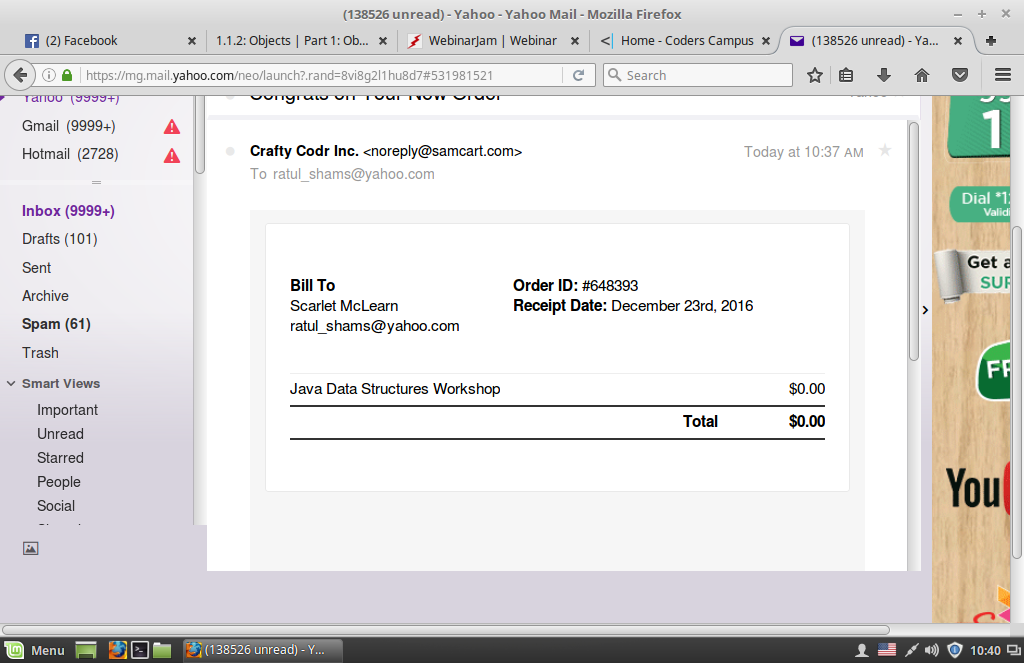 (138526 unread) - Yahoo - Yahoo Mail - Mozilla Firefox
(2) Facebook
1.1.2: Objects | Part 1: Ob...
WebinarJam | Webinar
Home - Coders Campus
(138526 unread) - Ya...
https://mg.mail.yahoo.com/neo/launch?.rand=8vi8g2l1hu8d7#531981521
Search
Yahoo (9999+)
Gmail (9999+)
Hotmail (2728)
Inbox (9999+)
Drafts (101)
Sent
Archive
Spam (61)
Trash
Smart Views
Important
Unread
Starred
People
Social
Congrats on Your New Order
Crafty Codr Inc. <noreply@samcart.com>
Today at 10:37 AM
To ratul_shams@yahoo.com
Bill To
Scarlet McLearn
ratul_shams@yahoo.com
Order ID: #648393
Receipt Date: December 23rd, 2016
Java Data Structures Workshop $0.00
Total $0.00
1
Dial *1
Validi
Get a
SUF
FF
You
Menu
(138526 unread) - Y...
10:40